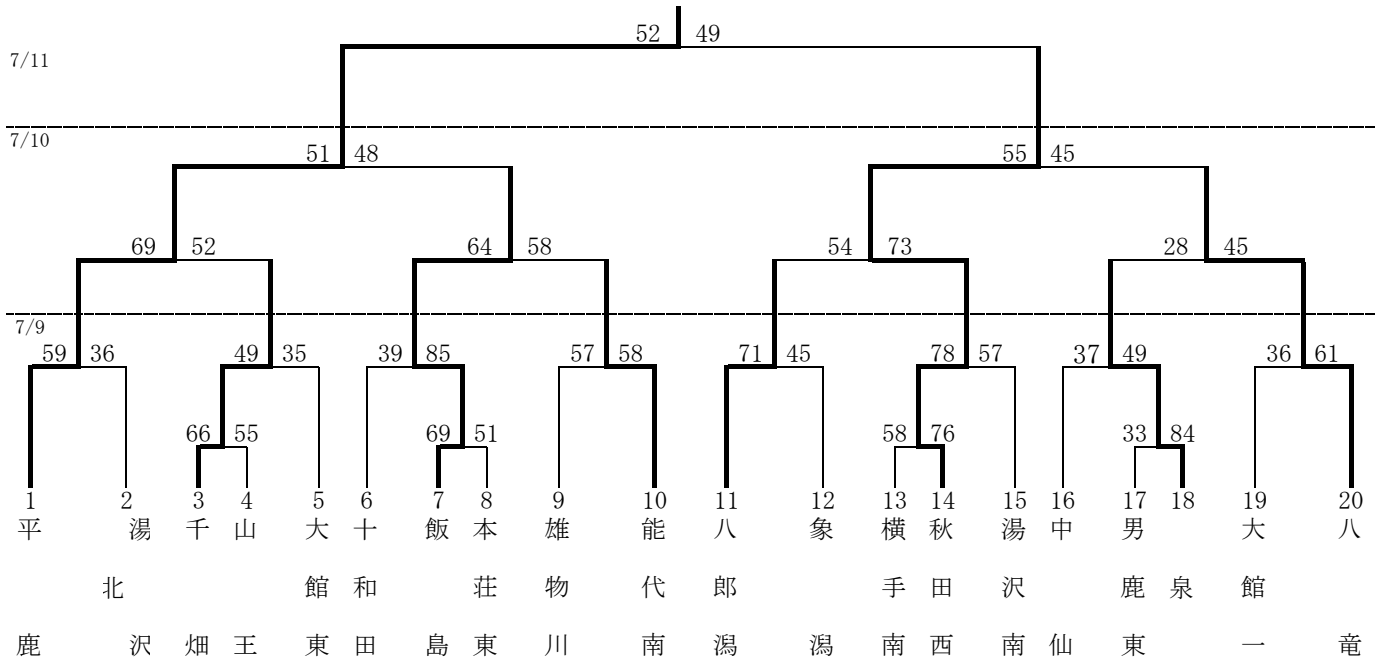 52 49
7/11
7/10
51 48 55 45
69 52 64 58 54 73 28 45
7/9
59 36 49 35 39 85 57 58 71 45 78 57 37 49 36 61
66 55 69 51 58 76 33 84
1 2 3 4 5 6 7 8 9 10 11 12 13 14 15 16 17 18 19 20
平 湯 千 山 大 十 飯 本 雄 能 八 象 横 秋 湯 中 男 大 八
北 館 和 荘 物 代 郎 手 田 沢 鹿 泉 館
鹿 沢 畑 王 東 田 島 東 川 南 潟 潟 南 西 南 仙 東 一 竜